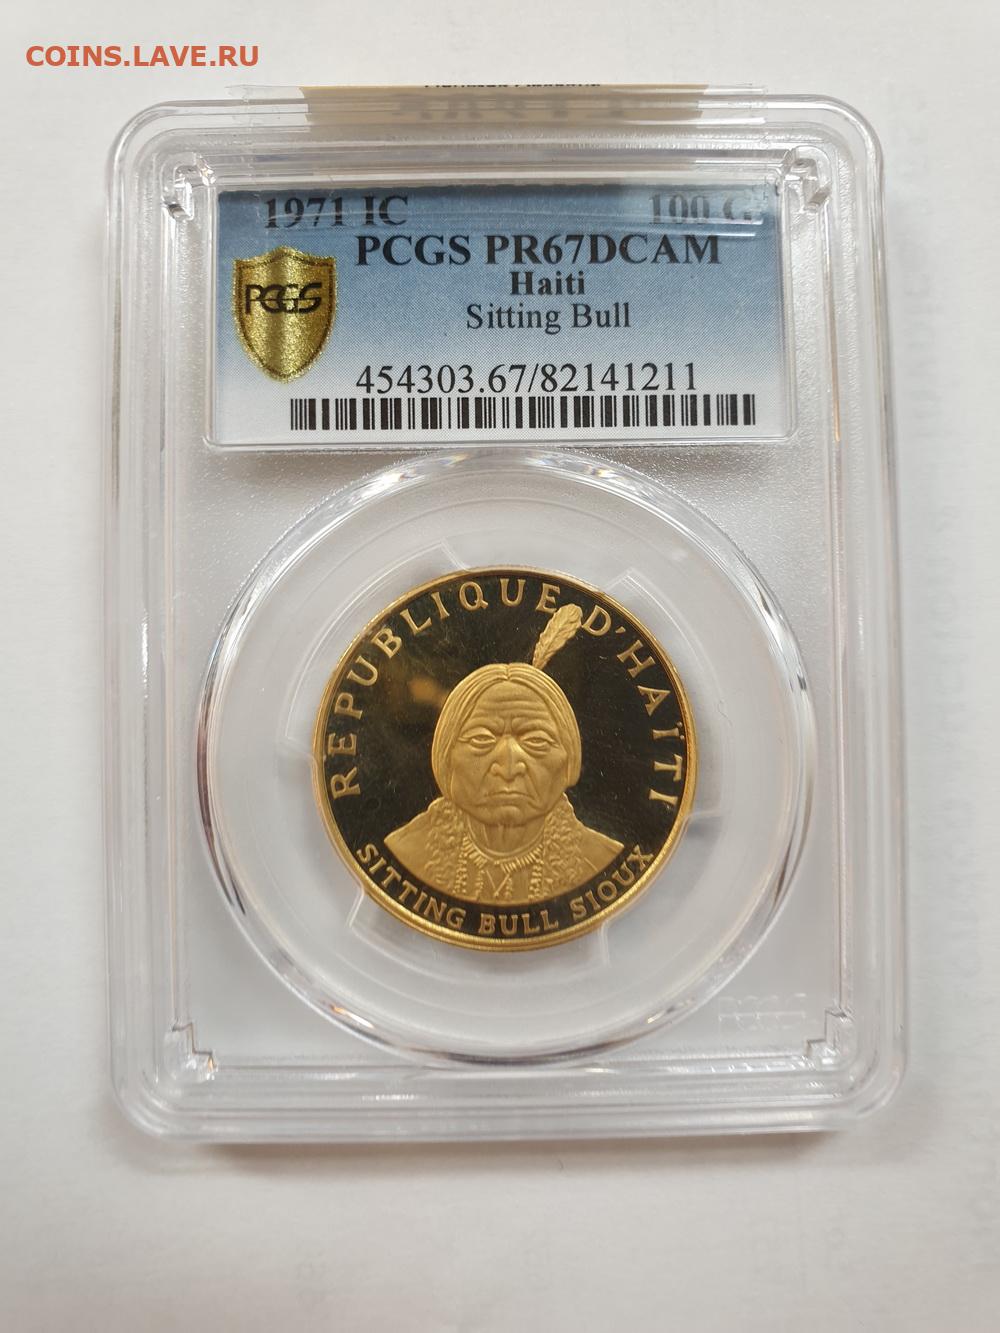 COINS.LAVE.RU
1971 IC 100 G
PCGS PR67DCAM
Haiti
Sitting Bull
PCGS
454303.67/82141211
REPUBLIQUE D'HAÏTI
SITTING BULL SIOUX
PCGS